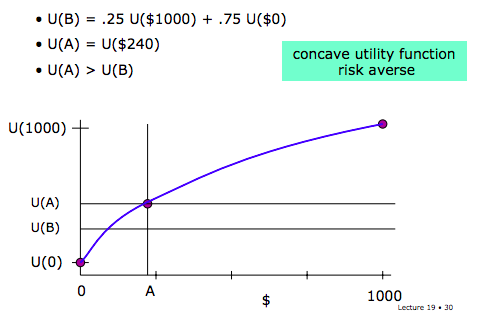 • U(B) = .25 U($1000) + .75 U($0)
• U(A) = U($240)
• U(A) > U(B)
concave utility function
risk averse
U(1000)
U(A)
U(B)
U(0)
0
A
$
1000
Lecture 19 • 30